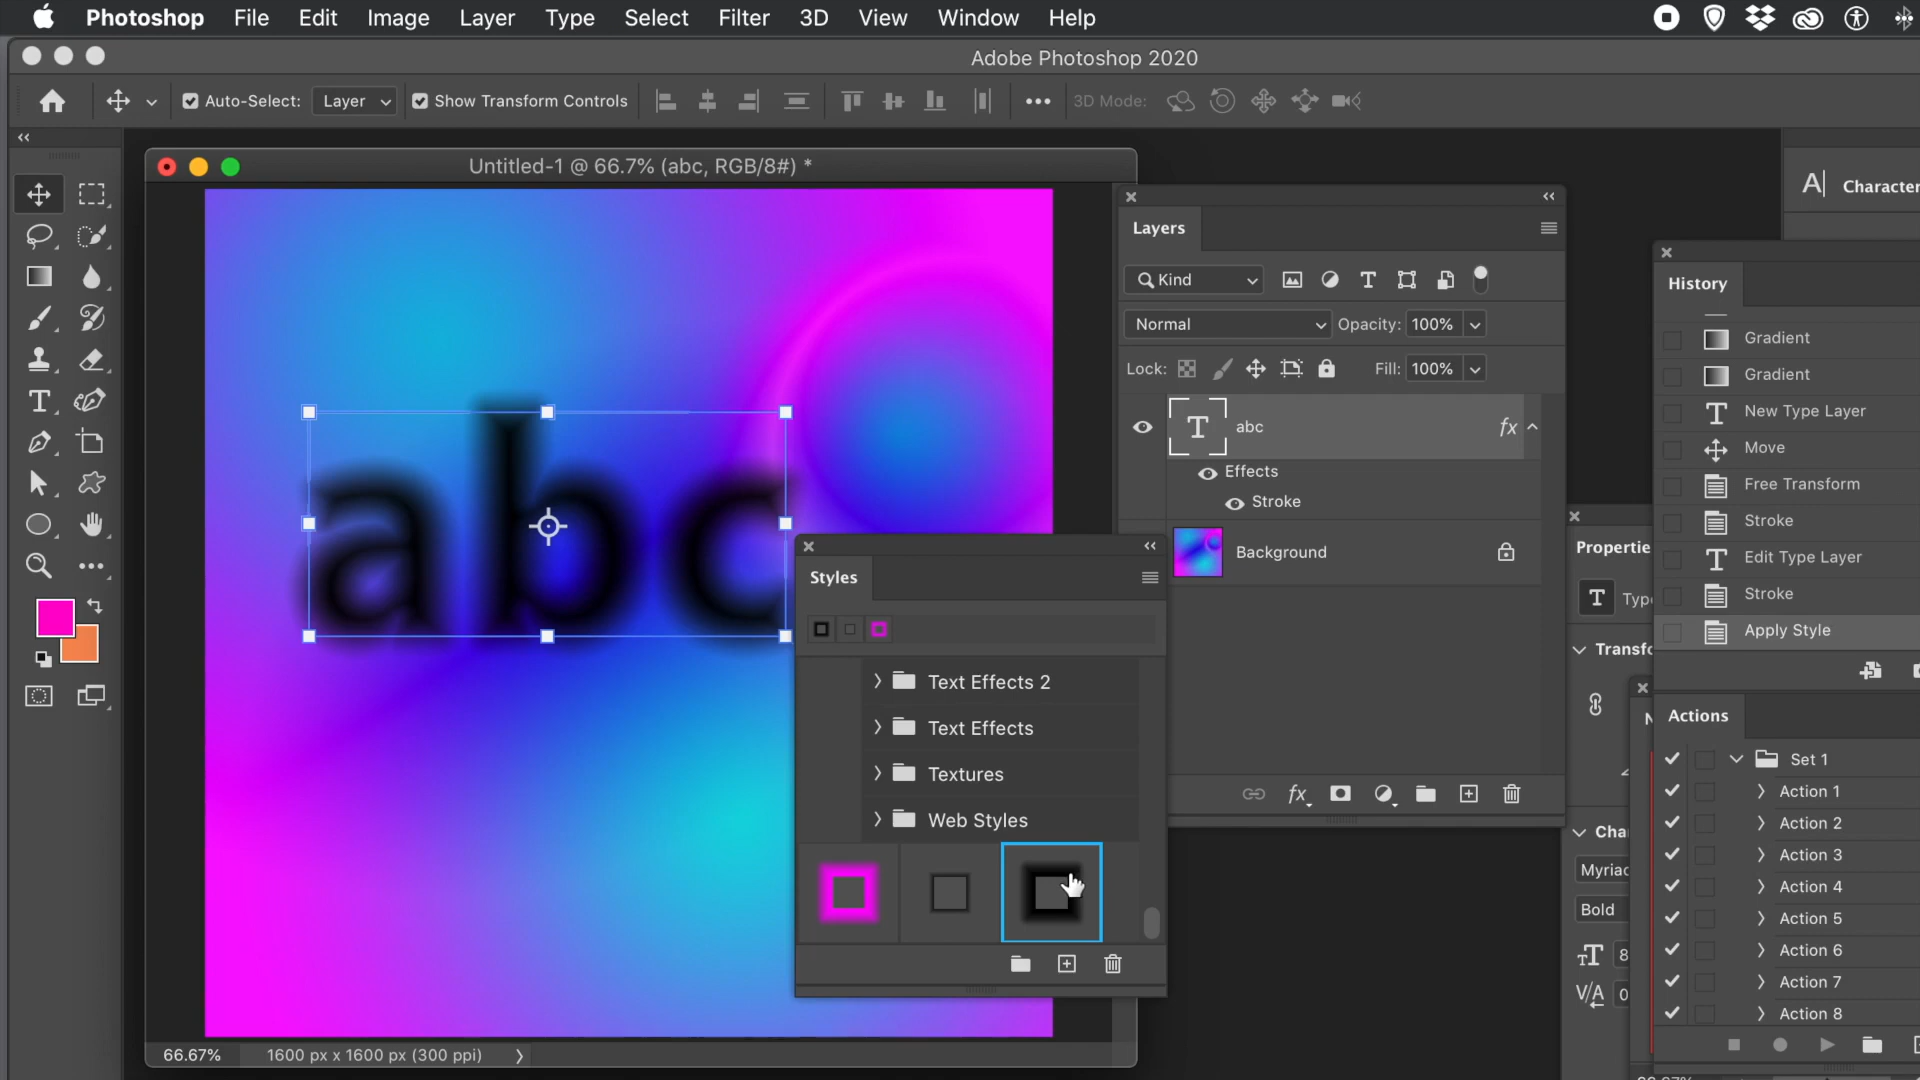 Photoshop File Edit Image Layer Type Select Filter 3D View Window Help
Adobe Photoshop 2020
Auto-Select: Layer Show Transform Controls 3D Mode:
Untitled-1 @ 66.7% (abc, RGB/8#) *
abc
66.67% 1600 px x 1600 px (300 ppi)
Layers
Kind
Normal Opacity: 100%
Lock: Fill: 100%
abc fx
Effects
Stroke
Background
Styles
Text Effects 2
Text Effects
Textures
Web Styles
Character
History
Gradient
Gradient
New Type Layer
Move
Free Transform
Stroke
Edit Type Layer
Stroke
Apply Style
Propertie
Typ
Transfo
Cha
Myriad
Bold
8
0
Actions
Set 1
Action 1
Action 2
Action 3
Action 4
Action 5
Action 6
Action 7
Action 8